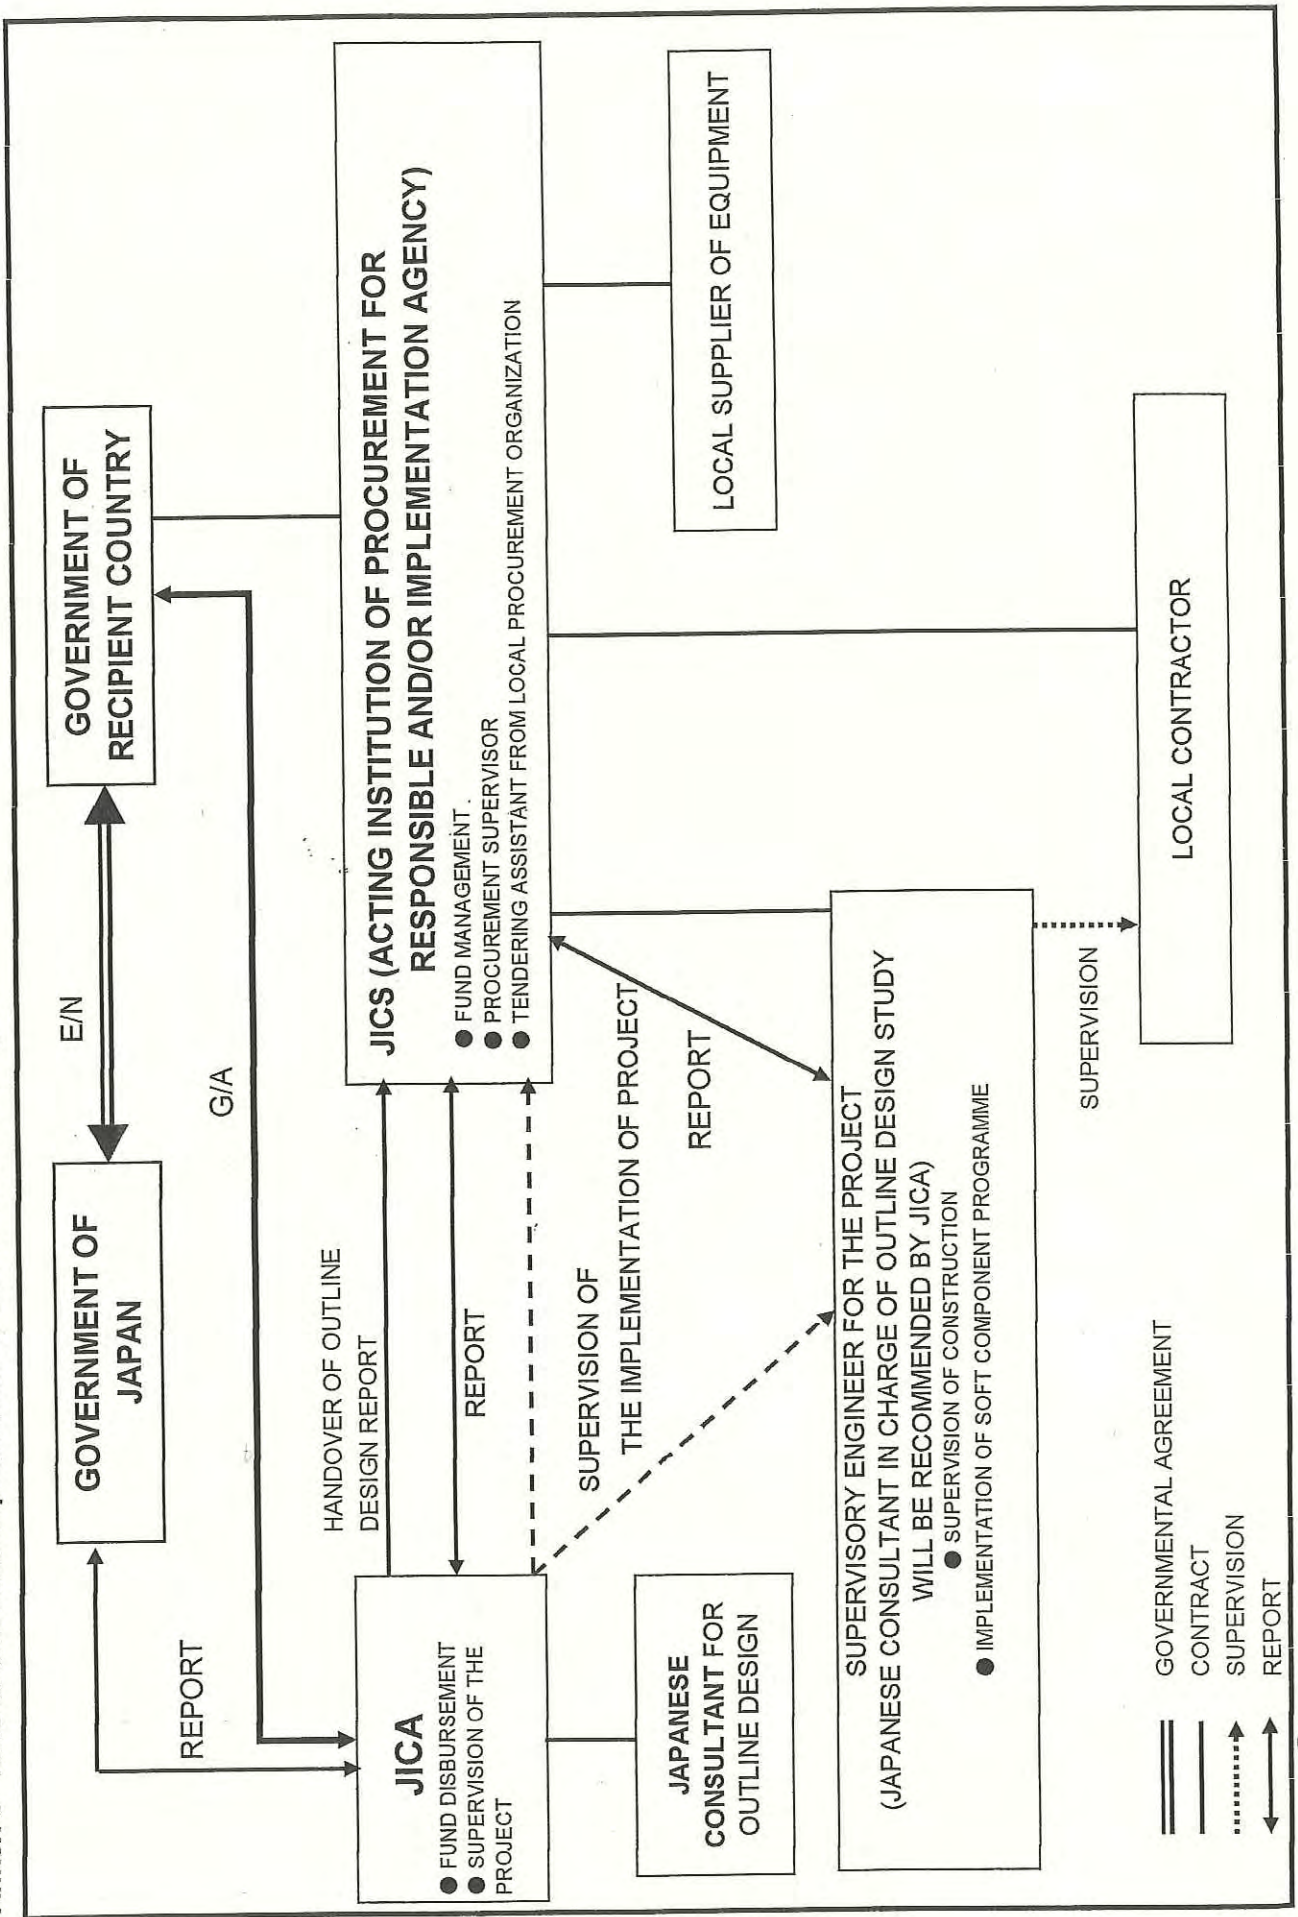 GOVERNMENT OF
JAPAN
E/N
GOVERNMENT OF
RECIPIENT COUNTRY
REPORT
G/A
HANDOVER OF OUTLINE
DESIGN REPORT
JICA
● FUND DISBURSEMENT
● SUPERVISION OF THE
PROJECT
REPORT
JICS (ACTING INSTITUTION OF PROCUREMENT FOR
RESPONSIBLE AND/OR IMPLEMENTATION AGENCY)
● FUND MANAGEMENT.
● PROCUREMENT SUPERVISOR
● TENDERING ASSISTANT FROM LOCAL PROCUREMENT ORGANIZATION
SUPERVISION OF
THE IMPLEMENTATION OF PROJECT
REPORT
JAPANESE
CONSULTANT FOR
OUTLINE DESIGN
LOCAL SUPPLIER OF EQUIPMENT
SUPERVISORY ENGINEER FOR THE PROJECT
(JAPANESE CONSULTANT IN CHARGE OF OUTLINE DESIGN STUDY
WILL BE RECOMMENDED BY JICA)
● SUPERVISION OF CONSTRUCTION
● IMPLEMENTATION OF SOFT COMPONENT PROGRAMME
SUPERVISION
LOCAL CONTRACTOR
GOVERNMENTAL AGREEMENT
CONTRACT
SUPERVISION
REPORT